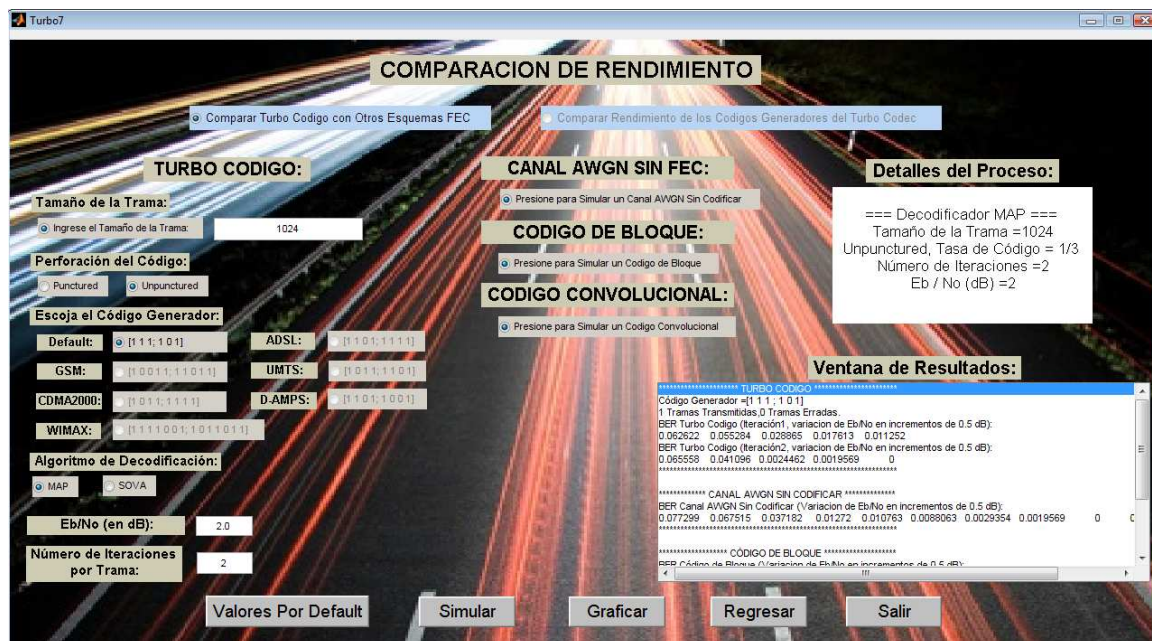 Turbo7
COMPARACION DE RENDIMIENTO
Comparar Turbo Codigo con Otros Esquemas FEC
Comparar Rendimiento de los Codigos Generadores del Turbo Codec
TURBO CODIGO:
Tamaño de la Trama:
Ingrese el Tamaño de la Trama:
1024
Perforación del Código:
Punctured
Unpunctured
Escoja el Código Generador:
Default:
[1 1 1; 1 0 1]
ADSL:
[1 1 0 1; 1 1 1 1]
GSM:
[1 0 0 1 1; 1 1 0 1 1]
UMTS:
[1 0 1 1; 1 1 0 1]
CDMA2000:
[1 0 1 1; 1 1 1 1]
D-AMPS:
[1 1 0 1; 1 0 0 1]
WIMAX:
[1 1 1 1 0 0 1; 1 0 1 1 0 1 1]
Algoritmo de Decodificación:
MAP
SOVA
Eb/No (en dB):
2.0
Número de Iteraciones
por Trama:
2
CANAL AWGN SIN FEC:
Presione para Simular un Canal AWGN Sin Codificar
CODIGO DE BLOQUE:
Presione para Simular un Codigo de Bloque
CODIGO CONVOLUCIONAL:
Presione para Simular un Codigo Convolucional
Detalles del Proceso:
=== Decodificador MAP ===
Tamaño de la Trama =1024
Unpunctured, Tasa de Código = 1/3
Número de Iteraciones =2
Eb / No (dB) =2
Ventana de Resultados:
********************** TURBO CODIGO ***********************
Código Generador =[1 1 1 ; 1 0 1]
1 Tramas Transmitidas,0 Tramas Erradas.
BER Turbo Codigo (Iteración1, variacion de Eb/No en incrementos de 0.5 dB):
0.062622 0.055284 0.028865 0.017613 0.011252
BER Turbo Codigo (Iteración2, variacion de Eb/No en incrementos de 0.5 dB):
0.065558 0.041096 0.0024462 0.0019569 0
******************************************************************
************* CANAL AWGN SIN CODIFICAR **************
BER Canal AWGN Sin Codificar (Variacion de Eb/No en incrementos de 0.5 dB):
0.077299 0.067515 0.037182 0.01272 0.010763 0.0088063 0.0029354 0.0019569 0
******************************************************************
******************* CÓDIGO DE BLOQUE ********************
BER Código de Bloque (Variacion de Eb/No en incrementos de 0.5 dB):
Valores Por Default
Simular
Graficar
Regresar
Salir